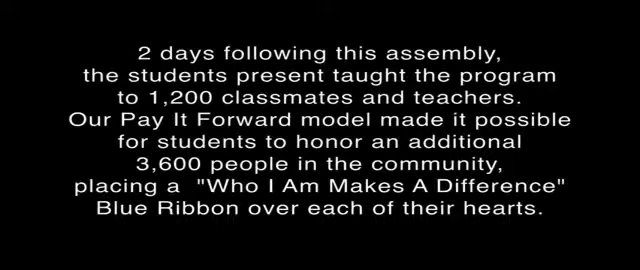 2 days following this assembly,
the students present taught the program
to 1,200 classmates and teachers.
Our Pay It Forward model made it possible
for students to honor an additional
3,600 people in the community,
placing a  "Who I Am Makes A Difference"
Blue Ribbon over each of their hearts.